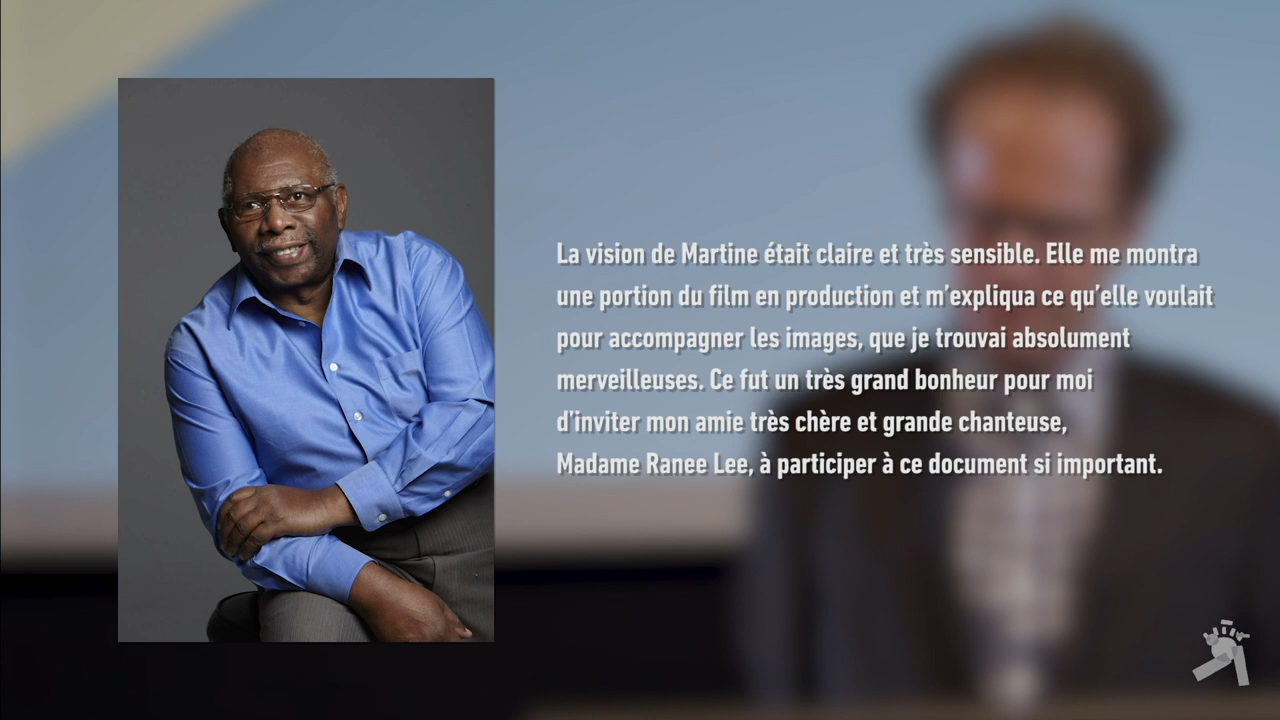 La vision de Martine était claire et très sensible. Elle me montra
une portion du film en production et m'expliqua ce qu'elle voulait
pour accompagner les images, que je trouvai absolument
merveilleuses. Ce fut un très grand bonheur pour moi
d'inviter mon amie très chère et grande chanteuse,
Madame Ranee Lee, à participer à ce document si important.